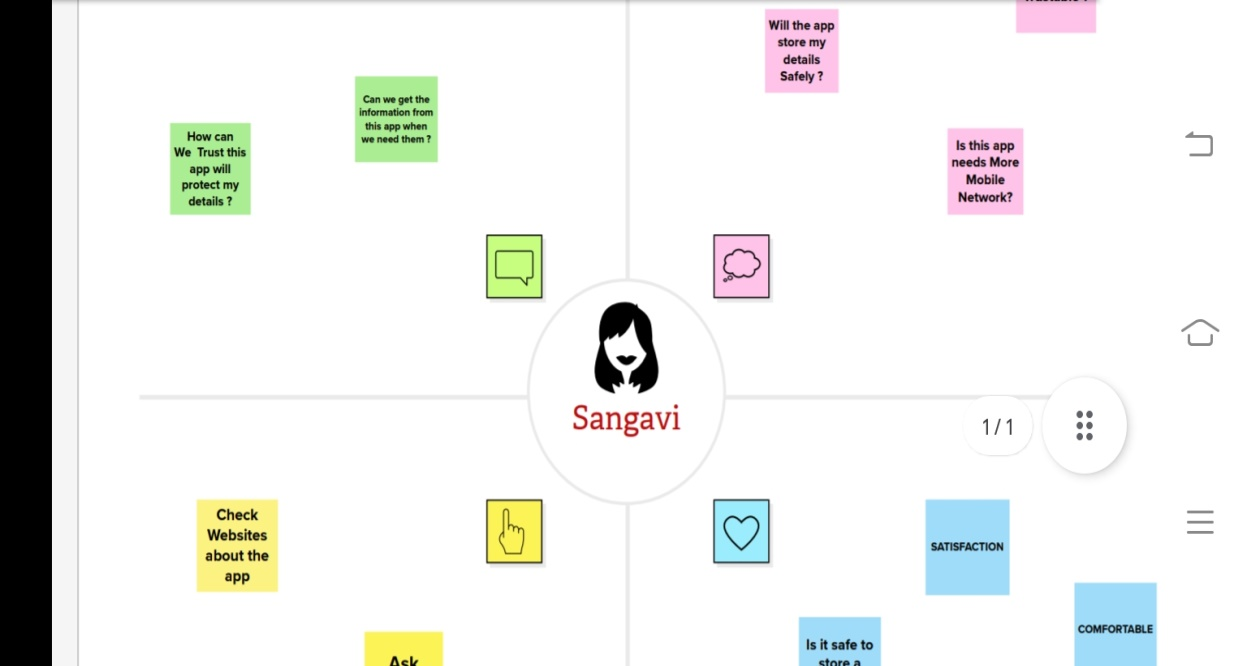 Will the app
store my
details
Safely ?
Can we get the
information from
this app when
we need them ?
How can
We Trust this
app will
protect my
details ?
Is this app
needs More
Mobile
Network?
Sangavi
1/1
Check
Websites
about the
app
SATISFACTION
COMFORTABLE
Is it safe to
store a
Ask